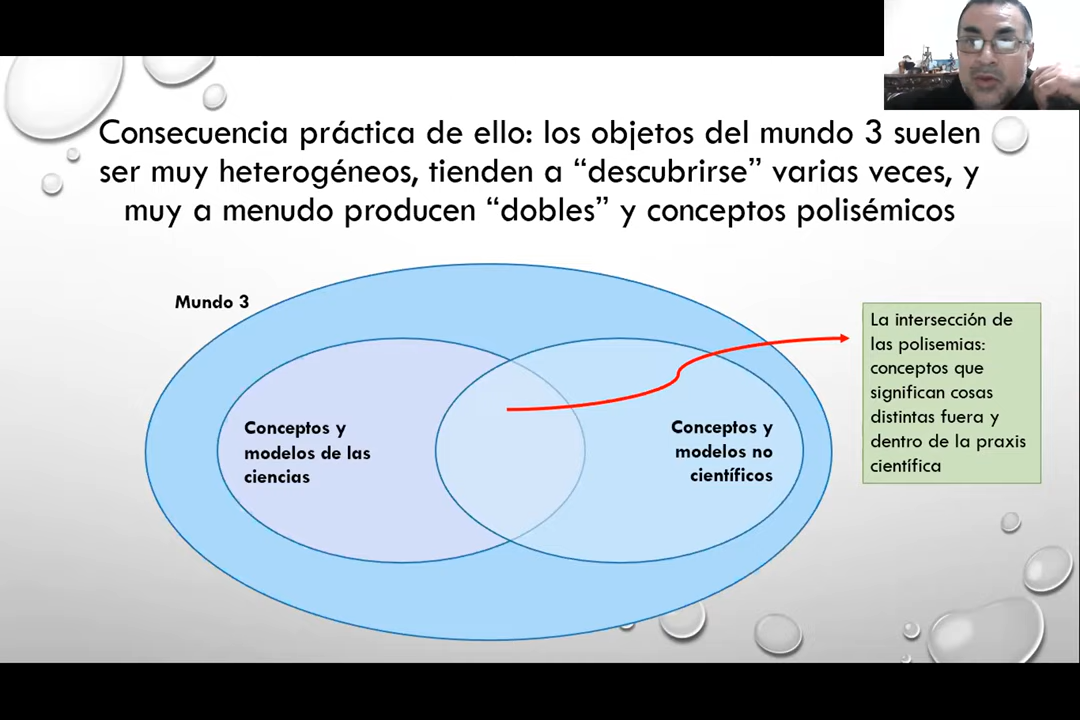 Consecuencia práctica de ello: los objetos del mundo 3 suelen
ser muy heterogéneos, tienden a “descubrirse” varias veces, y
muy a menudo producen “dobles” y conceptos polisémicos
Mundo 3
Conceptos y
modelos de las
ciencias
Conceptos y
modelos no
científicos
La intersección de
las polisemias:
conceptos que
significan cosas
distintas fuera y
dentro de la praxis
científica